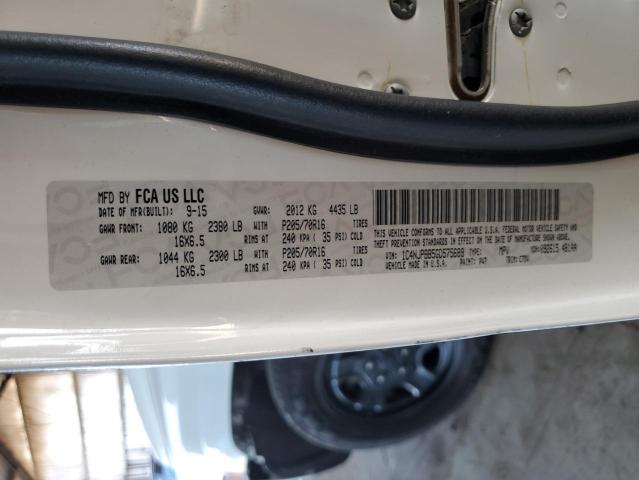 MFD BY FCA US LLC
DATE OF MFR(BUILT): 9-15 GVWR: 2012 KG 4435 LB
GAWR FRONT: 1080 KG 2380 LB P205/70R16 TIRES
16X6.5 RIMS AT 240 KPA ( 35 PSI) COLD
GAWR REAR: 1044 KG 2300 LB P205/70R16 TIRES
16X6.5 RIMS AT 240 KPA ( 35 PSI) COLD
THIS VEHICLE CONFORMS TO ALL APPLICABLE U.S.A. FEDERAL MOTOR VEHICLE SAFETY AND
THEFT PREVENTION STANDARDS IN EFFECT ON THE DATE OF MANUFACTURE SHOWN ABOVE.
VIN: TYPE: MPV
VEHICLE MADE IN U.S.A. PAINT: PW7 TRIM: